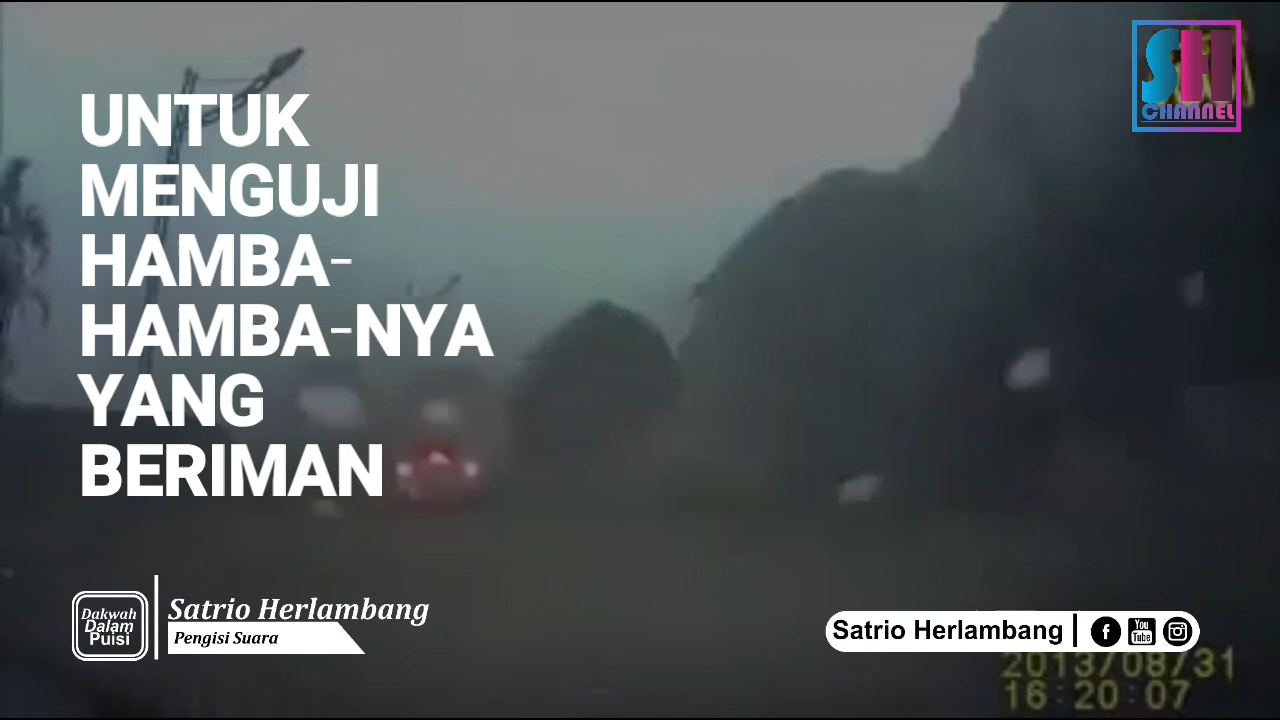 UNTUK
MENGUJI
HAMBA-
HAMBA-NYA
YANG
BERIMAN
SH
CHANNEL
Dakwah
Dalam
Puisi
Satrio Herlambang
Pengisi Suara
Satrio Herlambang
You
Tube
2013/08/31
16:20:07